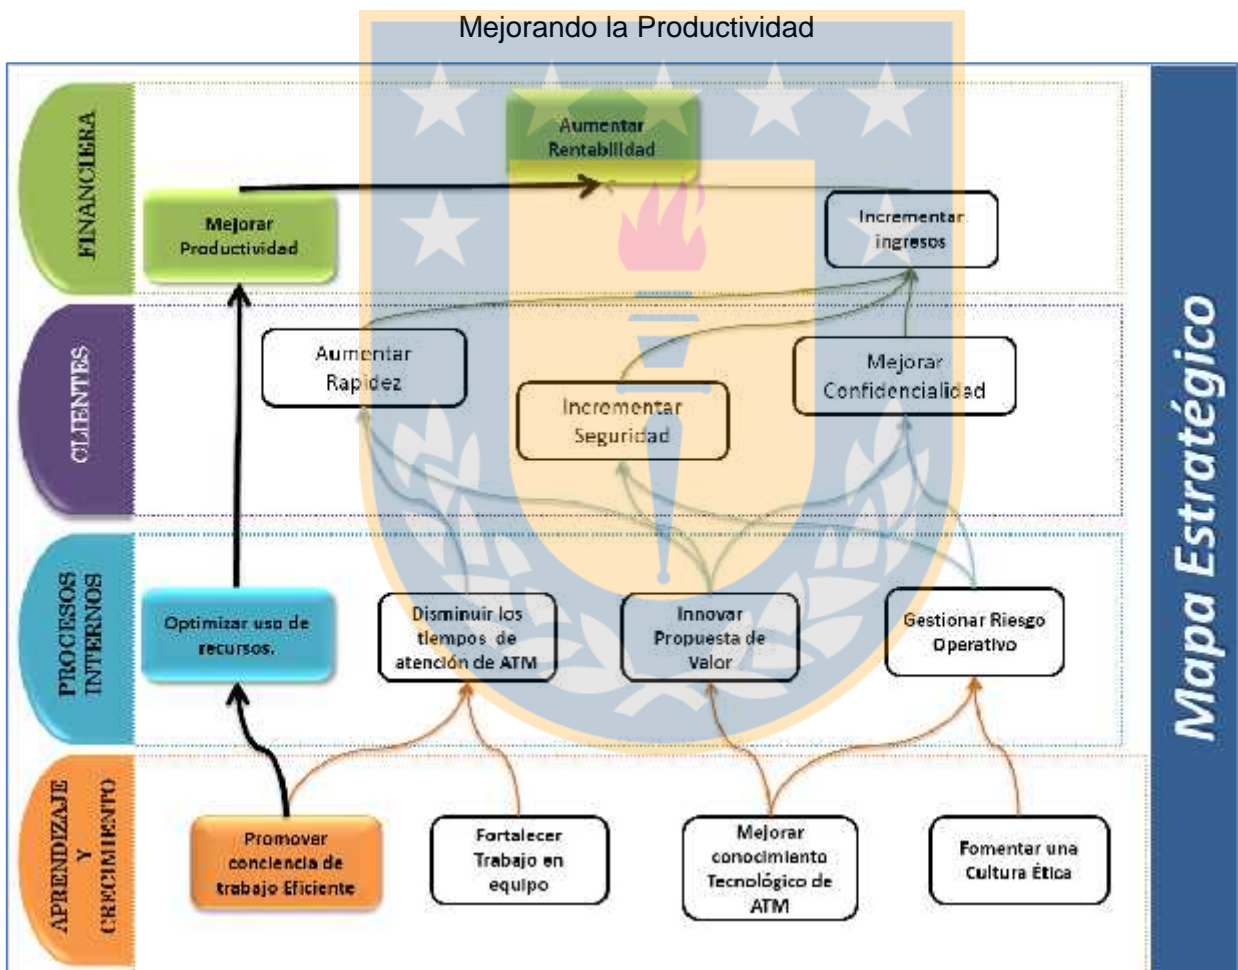 Mejorando la Productividad
FINANCIERA
Aumentar
Rentabilidad
Mejorar
Productividad
Incrementar
ingresos
CLIENTES
Aumentar
Rapidez
Incrementar
Seguridad
Mejorar
Confidencialidad
PROCESOS
INTERNOS
Optimizar uso de
recursos.
Disminuir los
tiempos de
atención de ATM
Innovar
Propuesta de
Valor
Gestionar Riesgo
Operativo
APRENDIZAJE
Y
CRECIMIENTO
Promover
conciencia de
trabajo Eficiente
Fortalecer
Trabajo en
equipo
Mejorar
conocimiento
Tecnológico de
ATM
Fomentar una
Cultura Ética
Mapa Estratégico